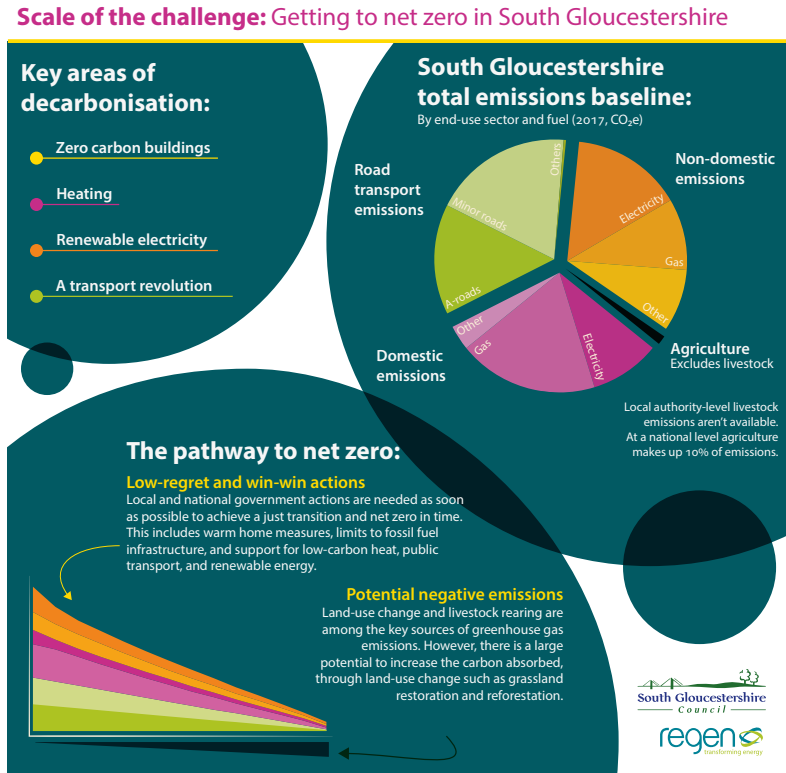 Scale of the challenge: Getting to net zero in South Gloucestershire
Key areas of
decarbonisation:
Zero carbon buildings
Heating
Renewable electricity
A transport revolution
South Gloucestershire
total emissions baseline:
By end-use sector and fuel (2017, CO₂e)
Road
transport
emissions
Others
Minor roads
A-roads
Non-domestic
emissions
Electricity
Gas
Other
Domestic
emissions
Other
Gas
Electricity
Agriculture
Excludes livestock
Local authority-level livestock
emissions aren't available.
At a national level agriculture
makes up 10% of emissions.
The pathway to net zero:
Low-regret and win-win actions
Local and national government actions are needed as soon
as possible to achieve a just transition and net zero in time.
This includes warm home measures, limits to fossil fuel
infrastructure, and support for low-carbon heat, public
transport, and renewable energy.
Potential negative emissions
Land-use change and livestock rearing are
among the key sources of greenhouse gas
emissions. However, there is a large
potential to increase the carbon absorbed,
through land-use change such as grassland
restoration and reforestation.
South Gloucestershire
Council
regen
transforming energy